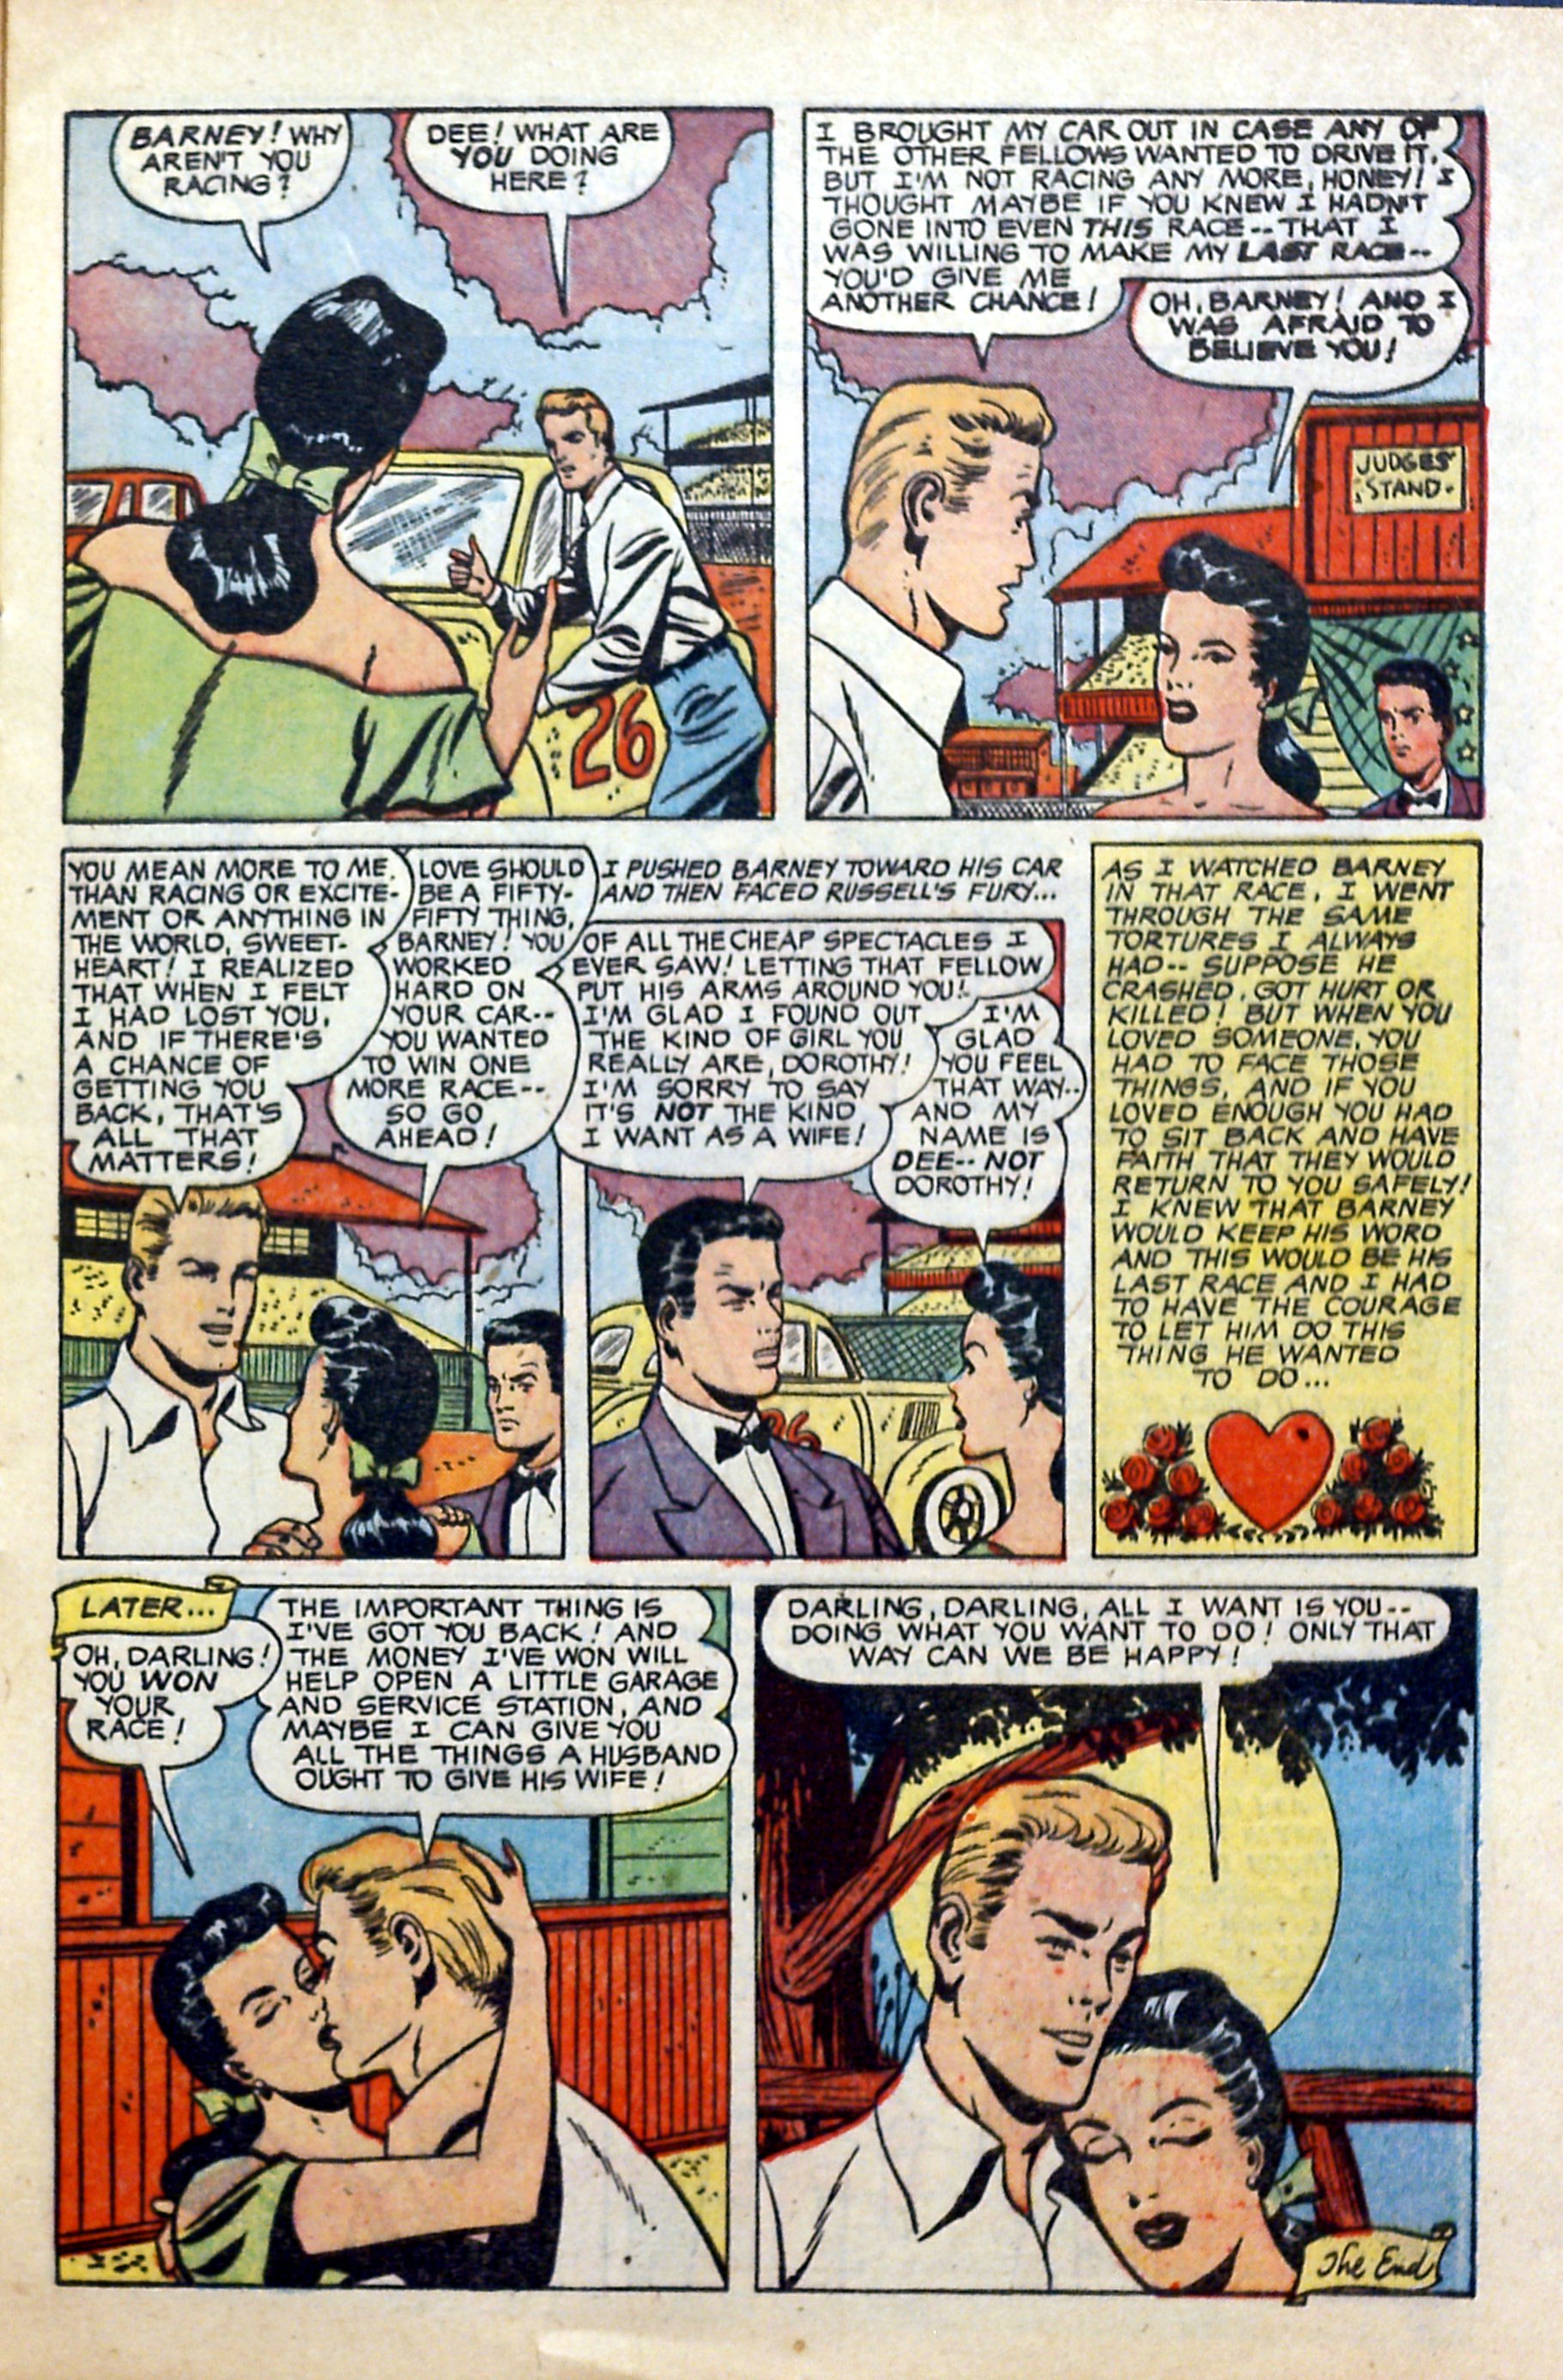 BARNEY! WHY
AREN'T YOU
RACING?
DEE! WHAT ARE
YOU DOING
HERE?
26
I BROUGHT MY CAR OUT IN CASE ANY OF
THE OTHER FELLOWS WANTED TO DRIVE IT.
BUT I'M NOT RACING ANY MORE, HONEY! I
THOUGHT MAYBE IF YOU KNEW I HADN'T
GONE INTO EVEN THIS RACE-- THAT I
WAS WILLING TO MAKE MY LAST RACE--
YOU'D GIVE ME
ANOTHER CHANCE!
OH, BARNEY! AND I
WAS AFRAID TO
BELIEVE YOU!
JUDGES'
STAND.
YOU MEAN MORE TO ME,
THAN RACING OR EXCITE-
MENT OR ANYTHING IN
THE WORLD, SWEET-
HEART! I REALIZED
THAT WHEN I FELT
I HAD LOST YOU,
AND IF THERE'S
A CHANCE OF
GETTING YOU
BACK, THAT'S
ALL THAT
MATTERS!
LOVE SHOULD
BE A FIFTY-
FIFTY THING,
BARNEY! YOU
WORKED
HARD ON
YOUR CAR--
YOU WANTED
TO WIN ONE
MORE RACE--
SO GO
AHEAD!
I PUSHED BARNEY TOWARD HIS CAR
AND THEN FACED RUSSELL'S FURY...
OF ALL THE CHEAP SPECTACLES I
EVER SAW! LETTING THAT FELLOW
PUT HIS ARMS AROUND YOU!
I'M GLAD I FOUND OUT
THE KIND OF GIRL YOU
REALLY ARE, DOROTHY!
I'M SORRY TO SAY
IT'S NOT THE KIND
I WANT AS A WIFE!
I'M
GLAD
YOU FEEL
THAT WAY--
AND MY
NAME IS
DEE-- NOT
DOROTHY!
26
AS I WATCHED BARNEY
IN THAT RACE, I WENT
THROUGH THE SAME
TORTURES I ALWAYS
HAD-- SUPPOSE HE
CRASHED, GOT HURT OR
KILLED! BUT WHEN YOU
LOVED SOMEONE, YOU
HAD TO FACE THOSE
THINGS, AND IF YOU
LOVED ENOUGH YOU HAD
TO SIT BACK AND HAVE
FAITH THAT THEY WOULD
RETURN TO YOU SAFELY!
I KNEW THAT BARNEY
WOULD KEEP HIS WORD
AND THIS WOULD BE HIS
LAST RACE AND I HAD
TO HAVE THE COURAGE
TO LET HIM DO THIS
THING HE WANTED
TO DO...
LATER...
OH, DARLING!
YOU WON
YOUR
RACE!
THE IMPORTANT THING IS
I'VE GOT YOU BACK! AND
THE MONEY I'VE WON WILL
HELP OPEN A LITTLE GARAGE
AND SERVICE STATION, AND
MAYBE I CAN GIVE YOU
ALL THE THINGS A HUSBAND
OUGHT TO GIVE HIS WIFE!
DARLING, DARLING, ALL I WANT IS YOU--
DOING WHAT YOU WANT TO DO! ONLY THAT
WAY CAN WE BE HAPPY!
The End